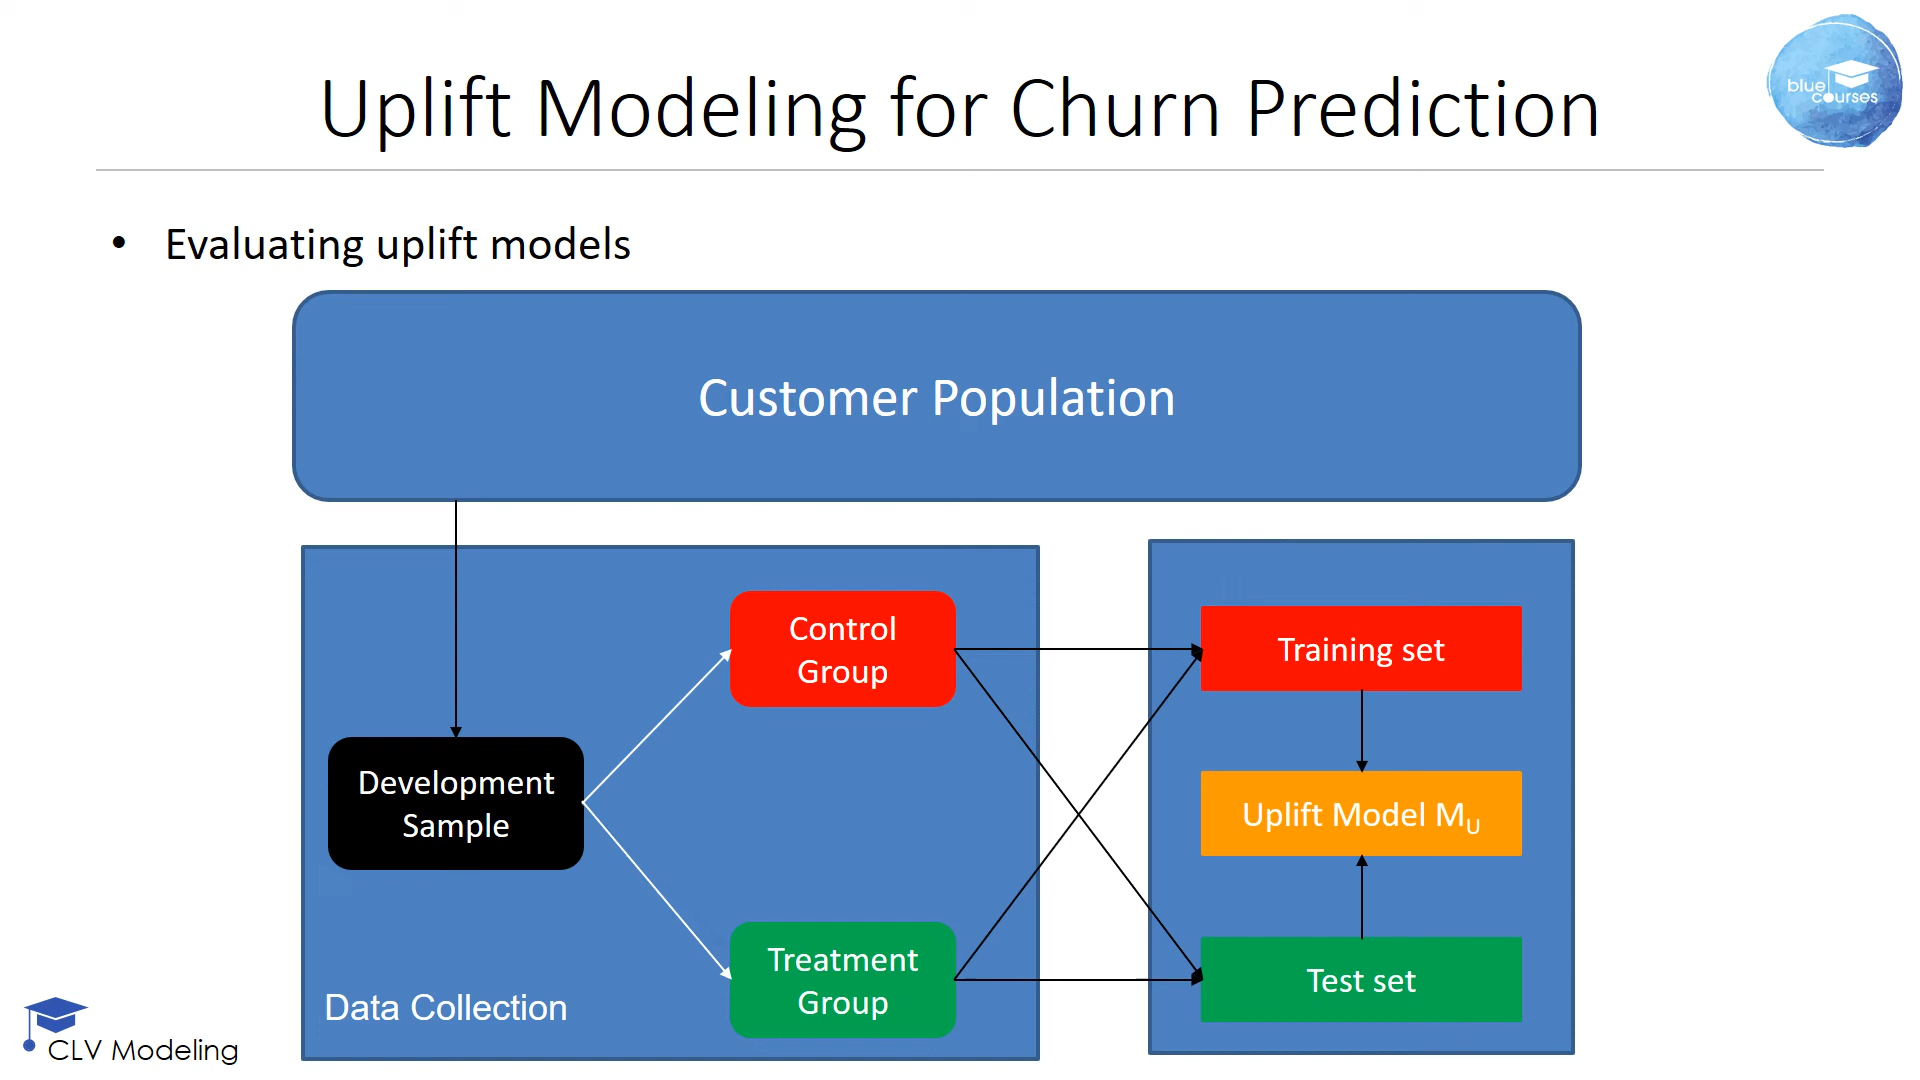 Uplift Modeling for Churn Prediction
blue
courses
• Evaluating uplift models
Customer Population
Control
Group
Training set
Development
Sample
Uplift Model MU
Treatment
Group
Test set
Data Collection
CLV Modeling